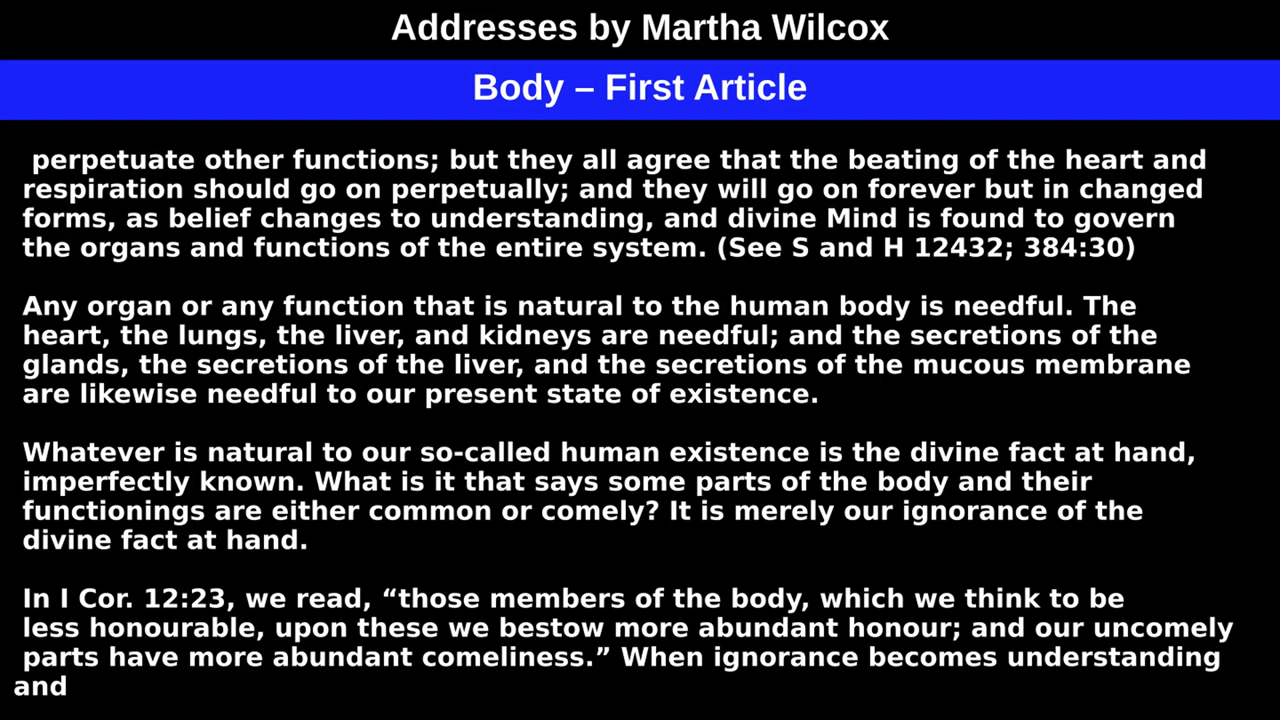 Addresses by Martha Wilcox
Body – First Article
perpetuate other functions; but they all agree that the beating of the heart and
respiration should go on perpetually; and they will go on forever but in changed
forms, as belief changes to understanding, and divine Mind is found to govern
the organs and functions of the entire system. (See S and H 12432; 384:30)
Any organ or any function that is natural to the human body is needful. The
heart, the lungs, the liver, and kidneys are needful; and the secretions of the
glands, the secretions of the liver, and the secretions of the mucous membrane
are likewise needful to our present state of existence.
Whatever is natural to our so-called human existence is the divine fact at hand,
imperfectly known. What is it that says some parts of the body and their
functionings are either common or comely? It is merely our ignorance of the
divine fact at hand.
In I Cor. 12:23, we read, “those members of the body, which we think to be
less honourable, upon these we bestow more abundant honour; and our uncomely
parts have more abundant comeliness.” When ignorance becomes understanding
and